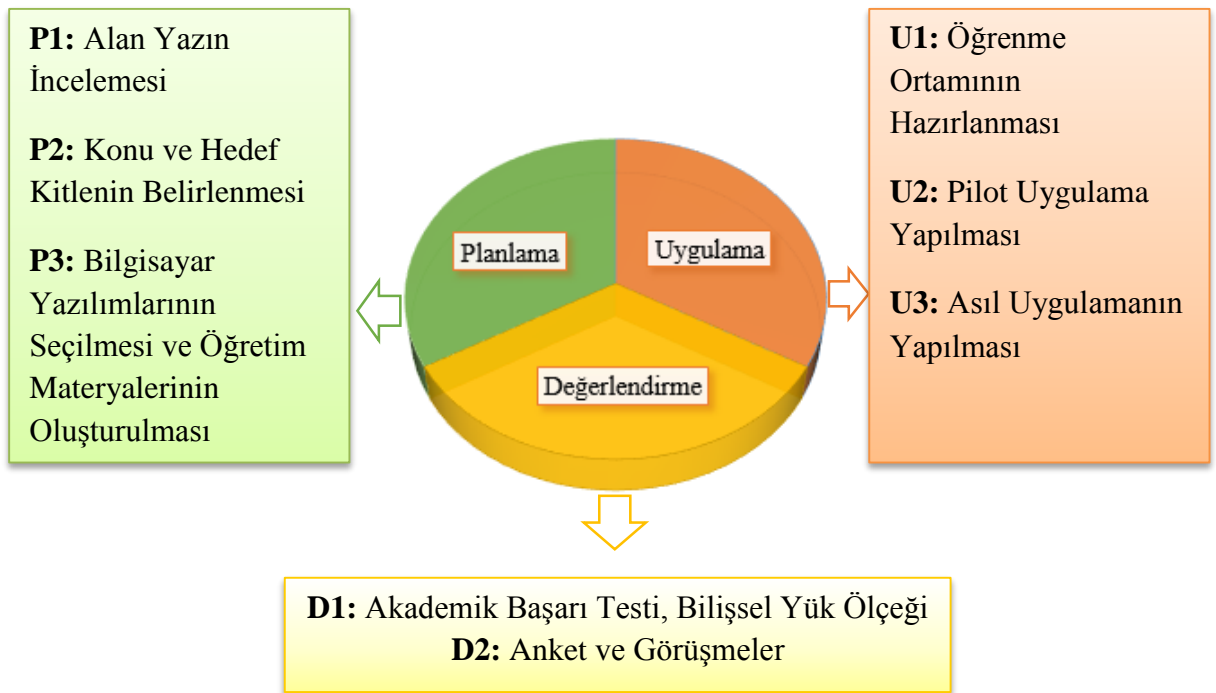 P1: Alan Yazın
İncelemesi
P2: Konu ve Hedef
Kitlenin Belirlenmesi
P3: Bilgisayar
Yazılımlarının
Seçilmesi ve Öğretim
Materyalerinin
Oluşturulması
Planlama
Uygulama
Değerlendirme
U1: Öğrenme
Ortamının
Hazırlanması
U2: Pilot Uygulama
Yapılması
U3: Asıl Uygulamanın
Yapılması
D1: Akademik Başarı Testi, Bilişsel Yük Ölçeği
D2: Anket ve Görüşmeler